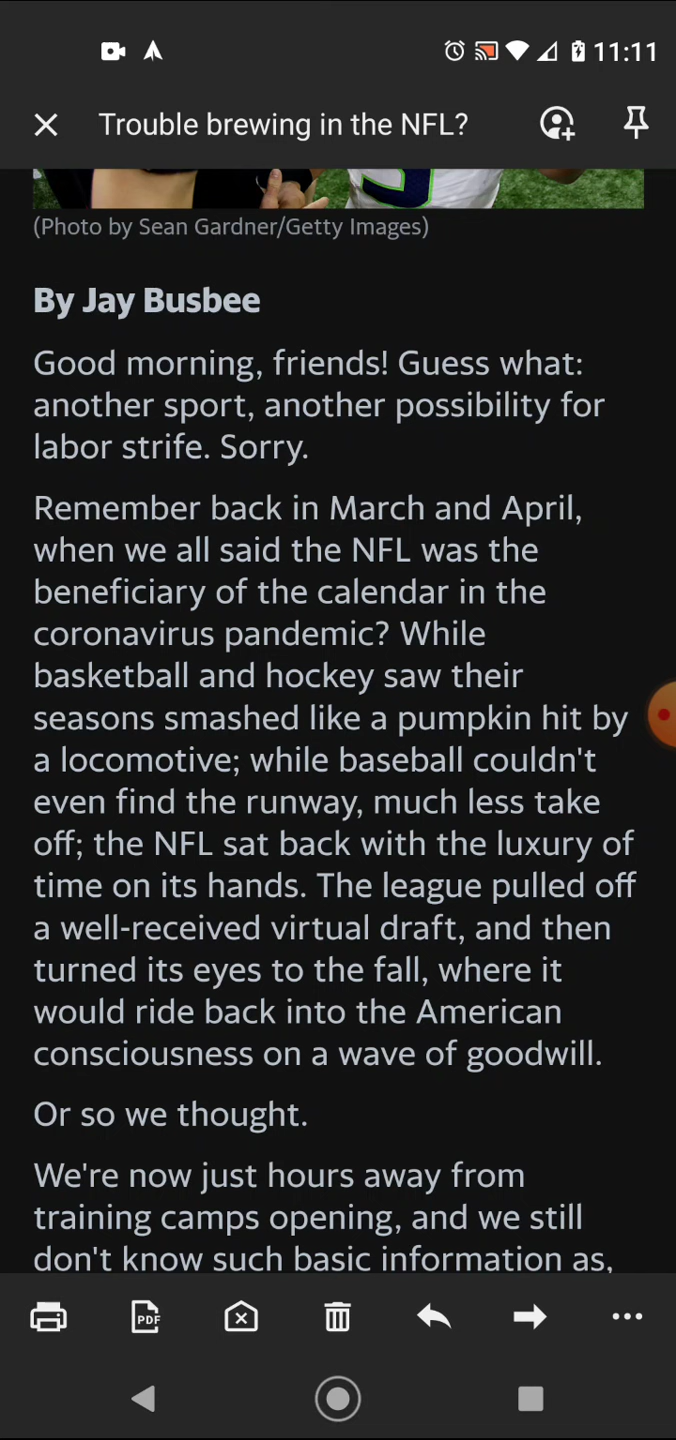 11:11
Trouble brewing in the NFL?
(Photo by Sean Gardner/Getty Images)
By Jay Busbee
Good morning, friends! Guess what:
another sport, another possibility for
labor strife. Sorry.
Remember back in March and April,
when we all said the NFL was the
beneficiary of the calendar in the
coronavirus pandemic? While
basketball and hockey saw their
seasons smashed like a pumpkin hit by
a locomotive; while baseball couldn't
even find the runway, much less take
off; the NFL sat back with the luxury of
time on its hands. The league pulled off
a well-received virtual draft, and then
turned its eyes to the fall, where it
would ride back into the American
consciousness on a wave of goodwill.
Or so we thought.
We're now just hours away from
training camps opening, and we still
don't know such basic information as,
PDF